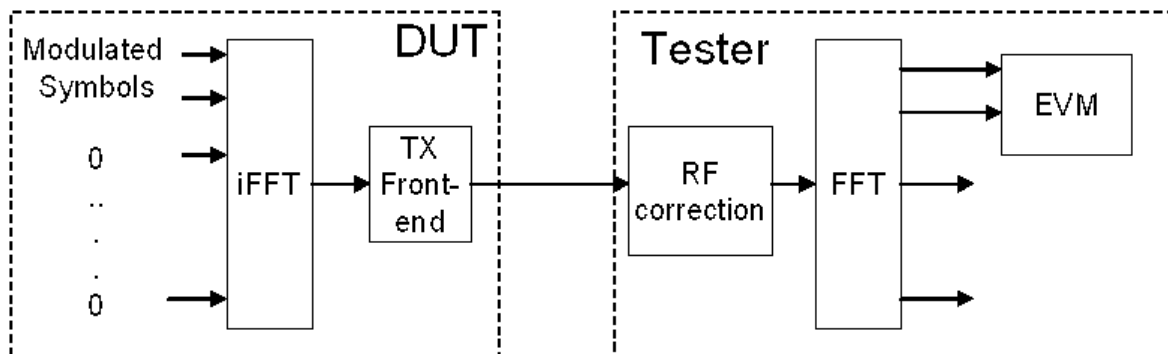 DUT
Modulated
Symbols
0
..
.
.
0
iFFT
TX
Front-
end
Tester
RF
correction
FFT
EVM